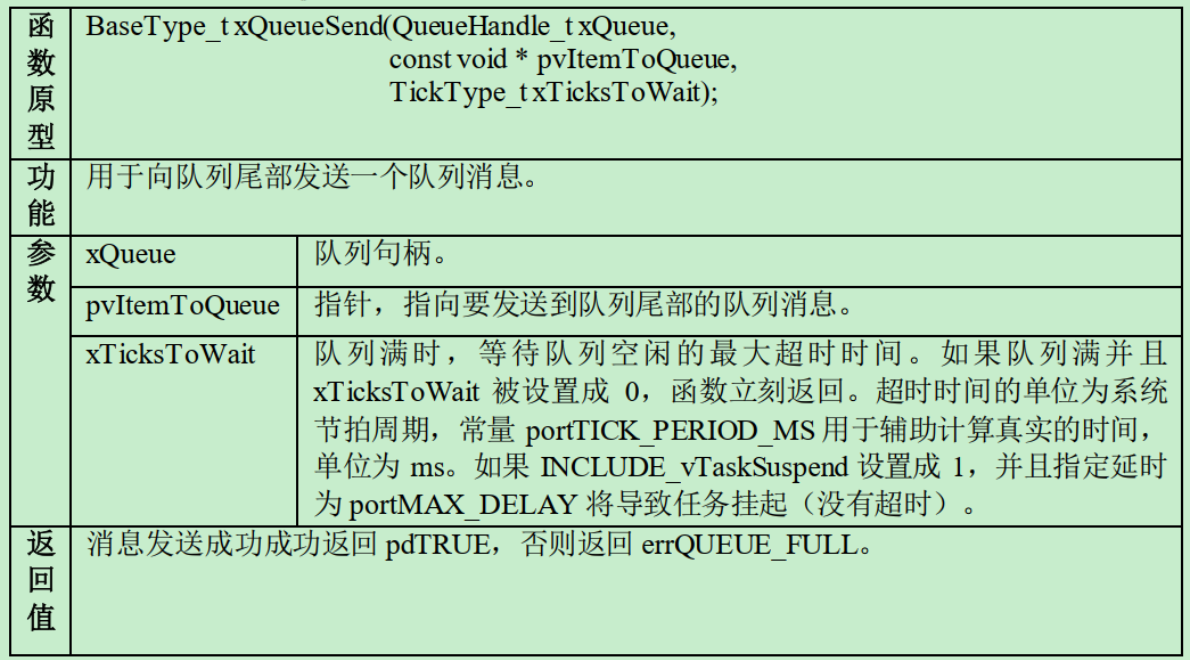 函数原型
BaseType_t xQueueSend(QueueHandle_t xQueue,
const void * pvItemToQueue,
TickType_t xTicksToWait);
功能
用于向队列尾部发送一个队列消息。
参数
xQueue
队列句柄。
pvItemToQueue
指针，指向要发送到队列尾部的队列消息。
xTicksToWait
队列满时，等待队列空闲的最大超时时间。如果队列满并且
xTicksToWait 被设置成 0，函数立刻返回。超时时间的单位为系统
节拍周期，常量 portTICK_PERIOD_MS 用于辅助计算真实的时间，
单位为 ms。如果 INCLUDE_vTaskSuspend 设置成 1，并且指定延时
为 portMAX_DELAY 将导致任务挂起（没有超时）。
返回值
消息发送成功成功返回 pdTRUE，否则返回 errQUEUE_FULL。